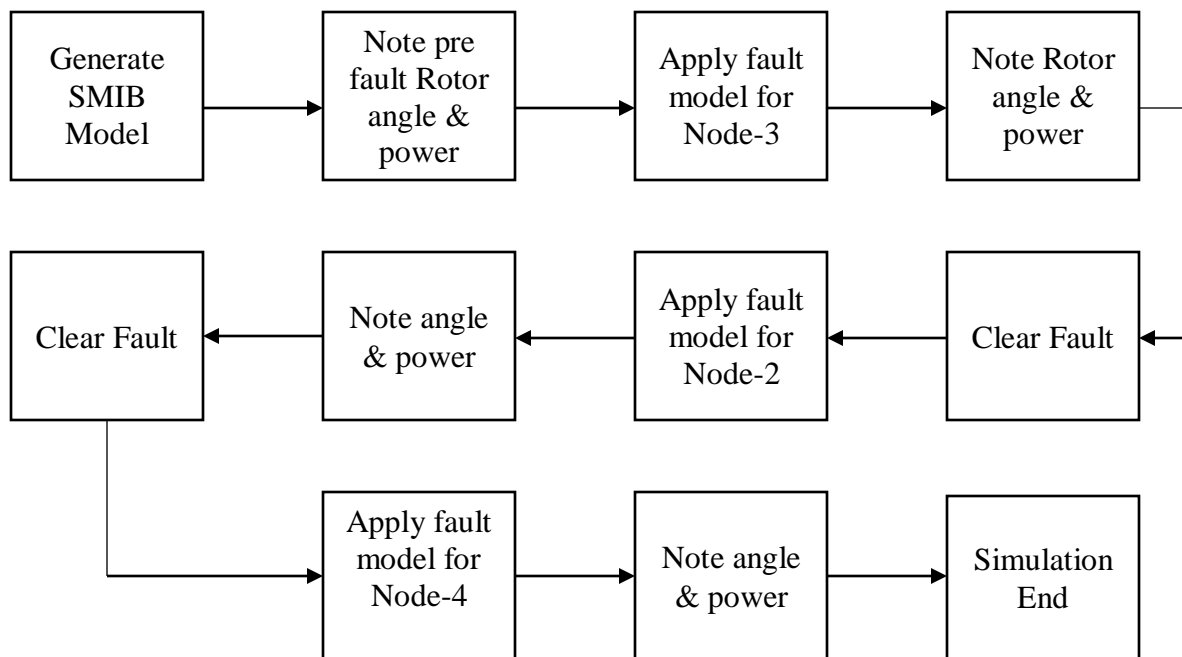 Generate
SMIB
Model
Note pre
fault Rotor
angle &
power
Apply fault
model for
Node-3
Note Rotor
angle &
power
Clear Fault
Apply fault
model for
Node-2
Note angle
& power
Clear Fault
Apply fault
model for
Node-4
Note angle
& power
Simulation
End